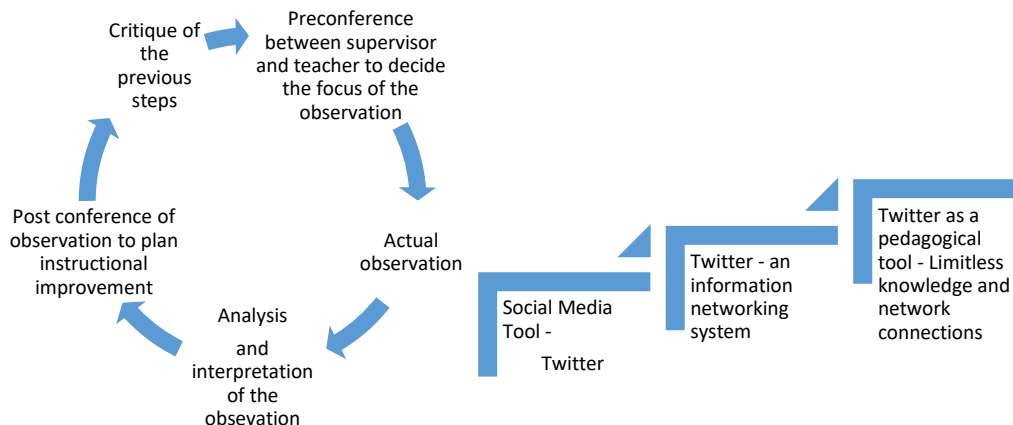 Preconference
between supervisor
and teacher to decide
the focus of the
observation
Actual
observation
Analysis
and
interpretation
of the
obsevation
Post conference of
observation to plan
instructional
improvement
Critique of
the
previous
steps
Social Media
Tool -
Twitter
Twitter - an
information
networking
system
Twitter as a
pedagogical
tool - Limitless
knowledge and
network
connections